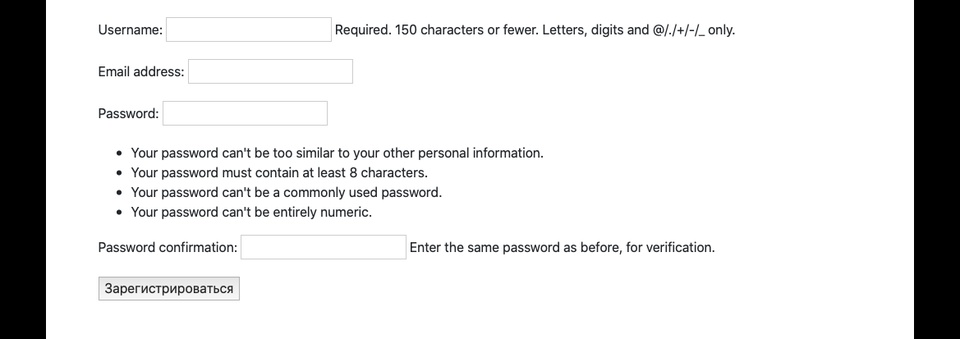 Username: Required. 150 characters or fewer. Letters, digits and @/./+/-/_ only.
Email address:
Password:
• Your password can't be too similar to your other personal information.
• Your password must contain at least 8 characters.
• Your password can't be a commonly used password.
• Your password can't be entirely numeric.
Password confirmation: Enter the same password as before, for verification.
Зарегистрироваться